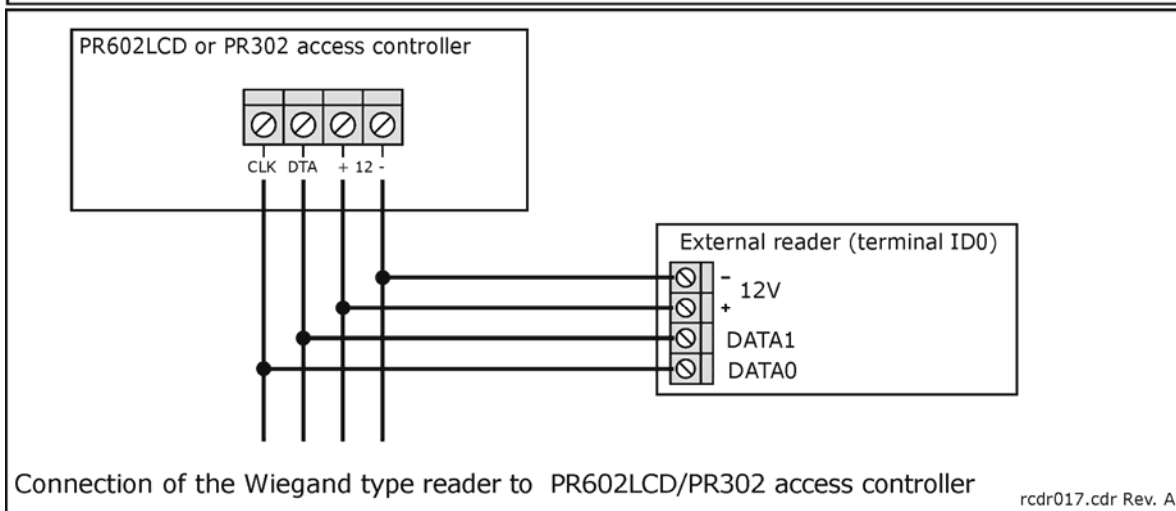 PR602LCD or PR302 access controller
CLK DTA + 12 -
External reader (terminal ID0)
-
12V
+
DATA1
DATA0
Connection of the Wiegand type reader to PR602LCD/PR302 access controller
rcdr017.cdr Rev. A